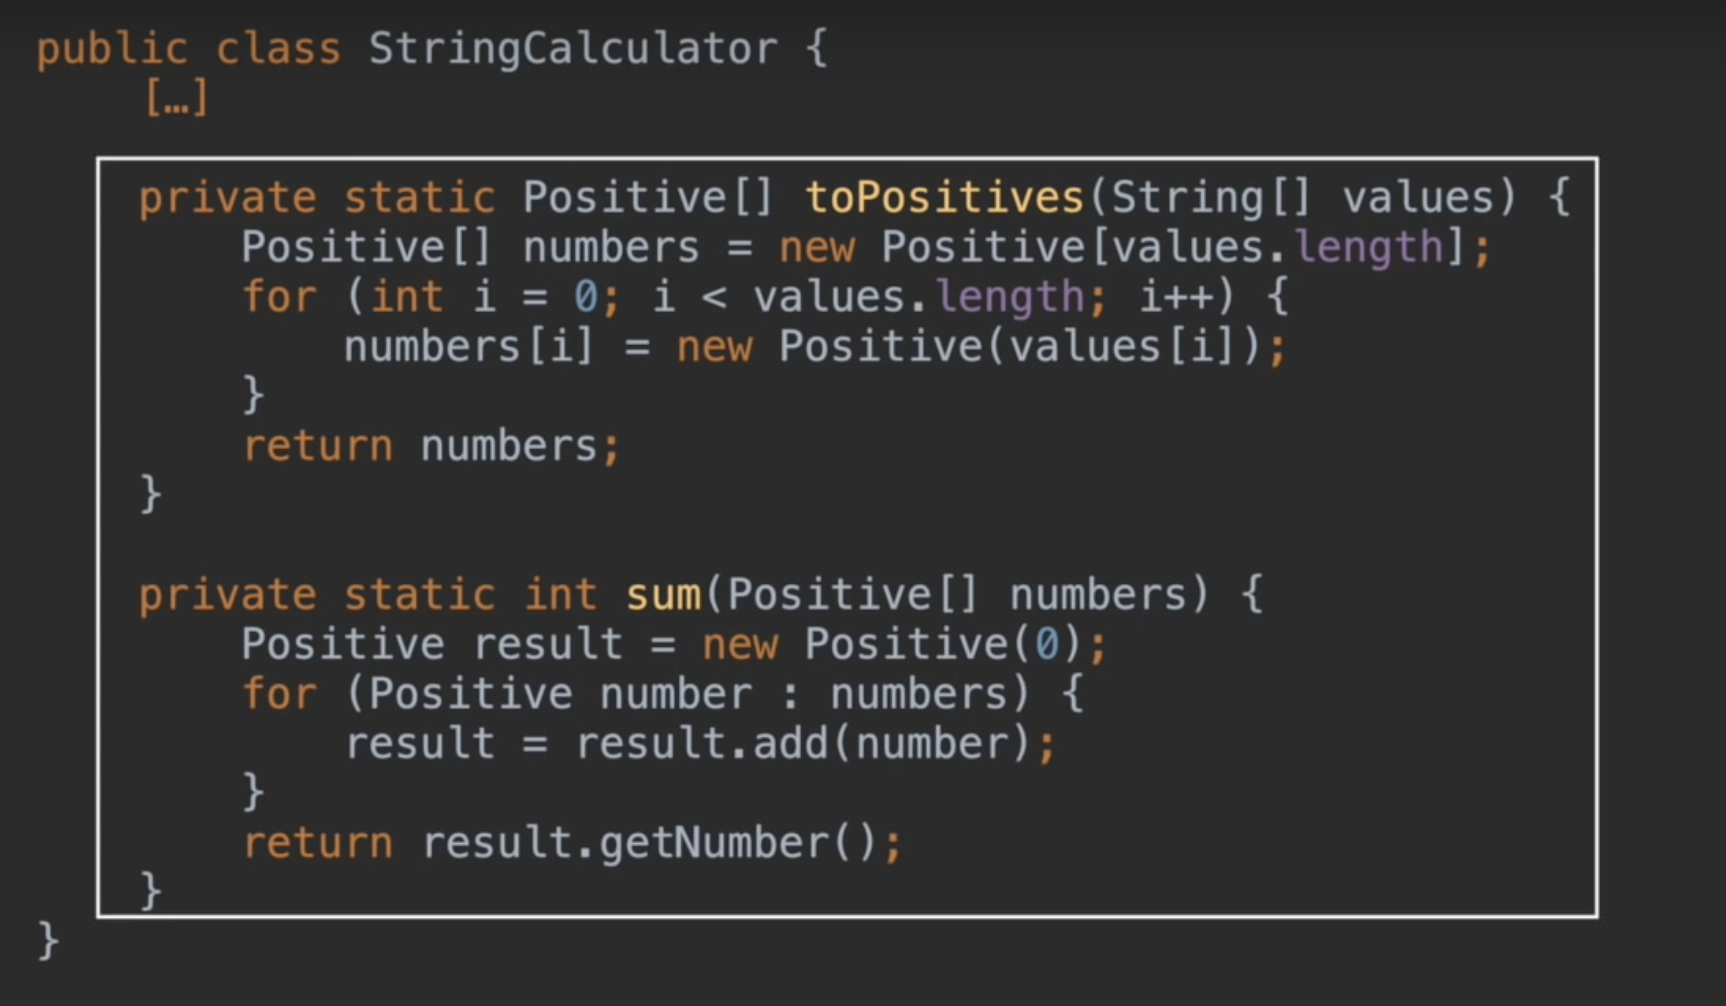 public class StringCalculator {
[…]
private static Positive[] toPositives(String[] values) {
Positive[] numbers = new Positive[values.length];
for (int i = 0; i < values.length; i++) {
numbers[i] = new Positive(values[i]);
}
return numbers;
}
private static int sum(Positive[] numbers) {
Positive result = new Positive(0);
for (Positive number : numbers) {
result = result.add(number);
}
return result.getNumber();
}
}